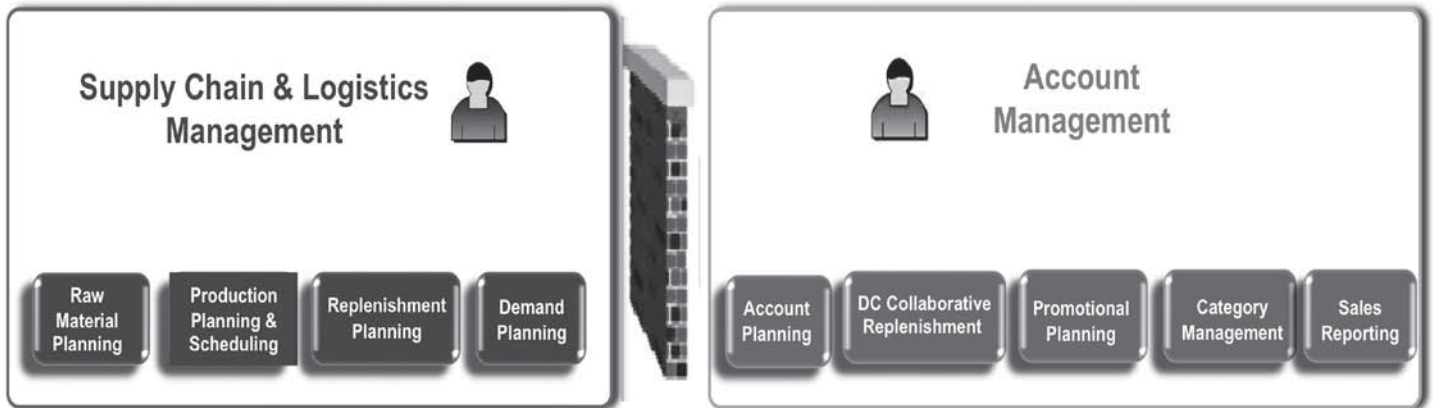 Supply Chain & Logistics
Management
Raw
Material
Planning
Production
Planning &
Scheduling
Replenishment
Planning
Demand
Planning
Account
Management
Account
Planning
DC Collaborative
Replenishment
Promotional
Planning
Category
Management
Sales
Reporting